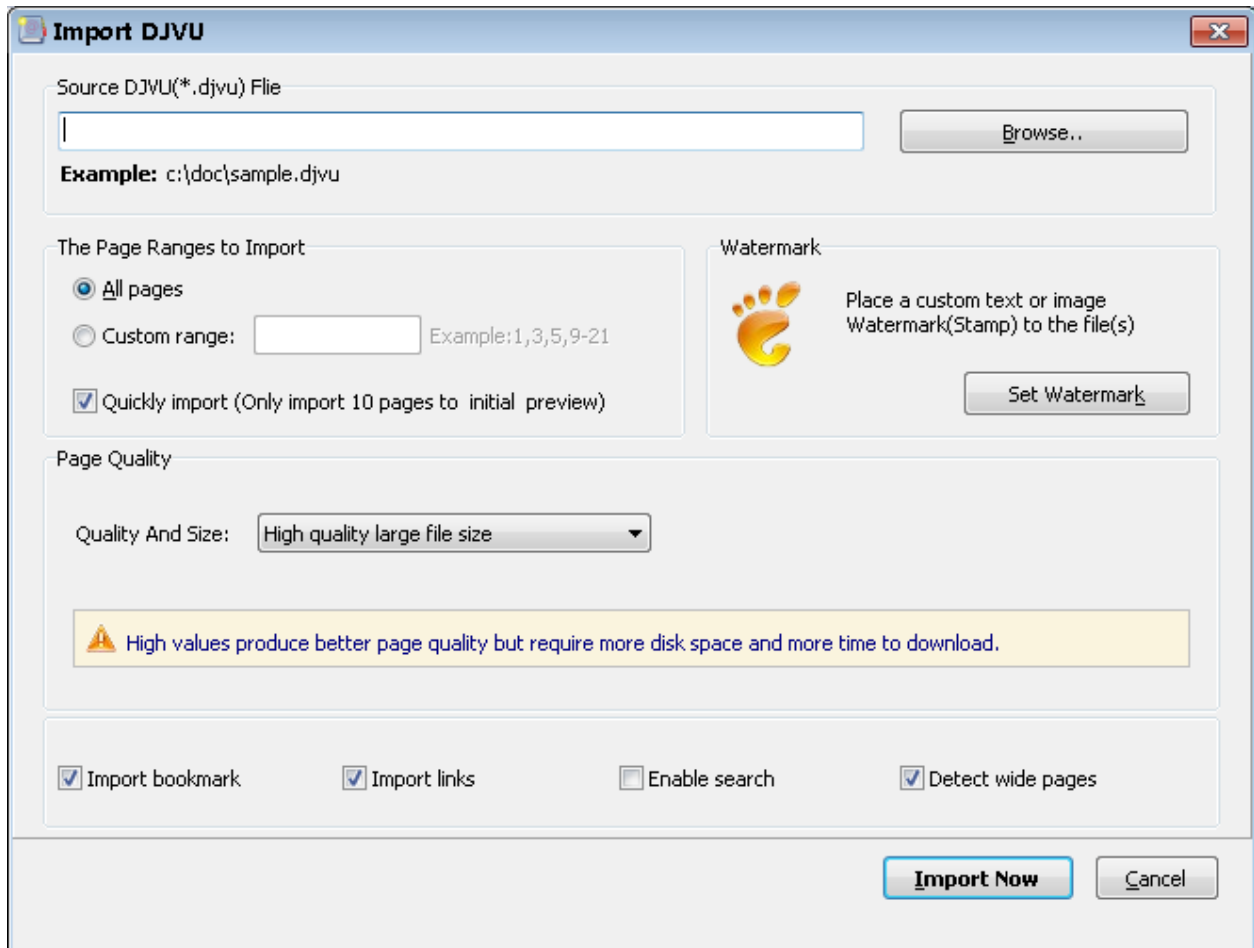 Import DJVU
Source DJVU(*.djvu) Flie
Browse..
Example: c:\doc\sample.djvu
The Page Ranges to Import
All pages
Custom range:
Example:1,3,5,9-21
Quickly import (Only import 10 pages to  initial  preview)
Watermark
Place a custom text or image
Watermark(Stamp) to the file(s)
Set Watermark
Page Quality
Quality And Size:
High quality large file size
High values produce better page quality but require more disk space and more time to download.
Import bookmark
Import links
Enable search
Detect wide pages
Import Now
Cancel